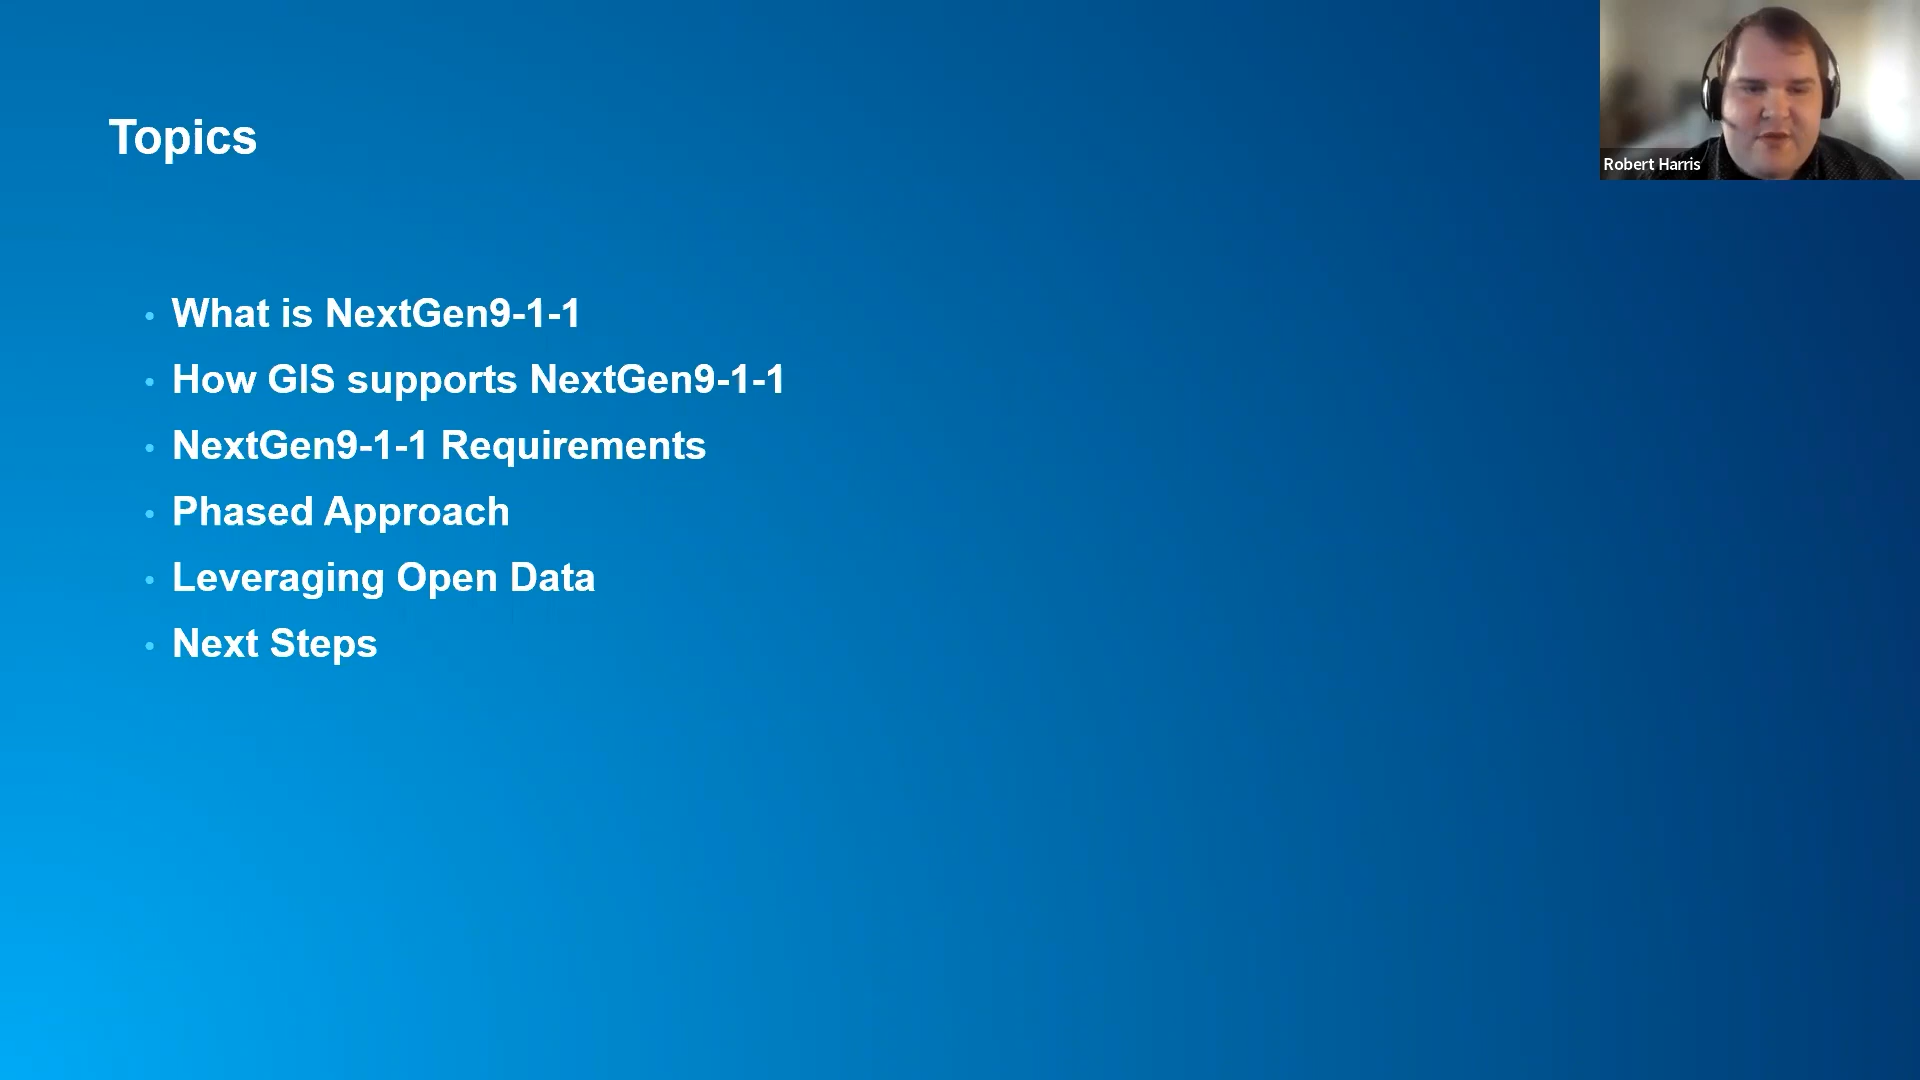 Topics
Robert Harris
• What is NextGen9-1-1
• How GIS supports NextGen9-1-1
• NextGen9-1-1 Requirements
• Phased Approach
• Leveraging Open Data
• Next Steps